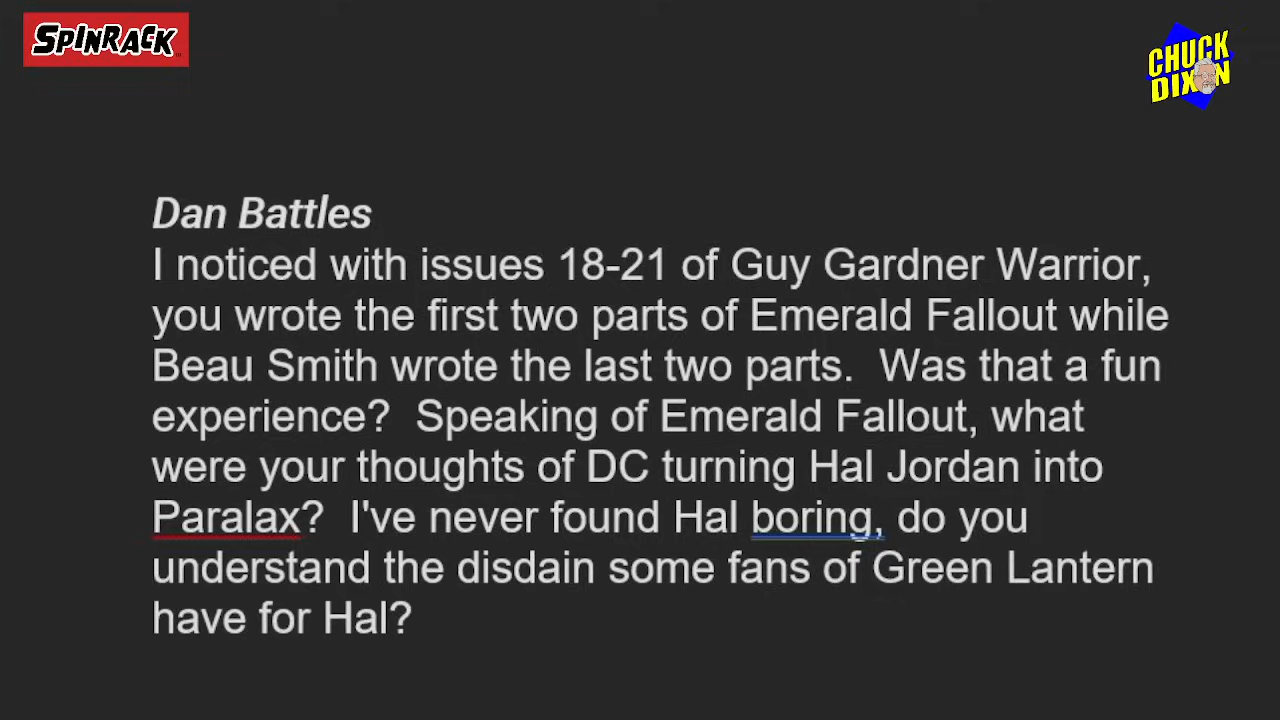 SPINRACK
CHUCK
DIXON
Dan Battles
I noticed with issues 18-21 of Guy Gardner Warrior,
you wrote the first two parts of Emerald Fallout while
Beau Smith wrote the last two parts.  Was that a fun
experience?  Speaking of Emerald Fallout, what
were your thoughts of DC turning Hal Jordan into
Paralax?  I've never found Hal boring, do you
understand the disdain some fans of Green Lantern
have for Hal?